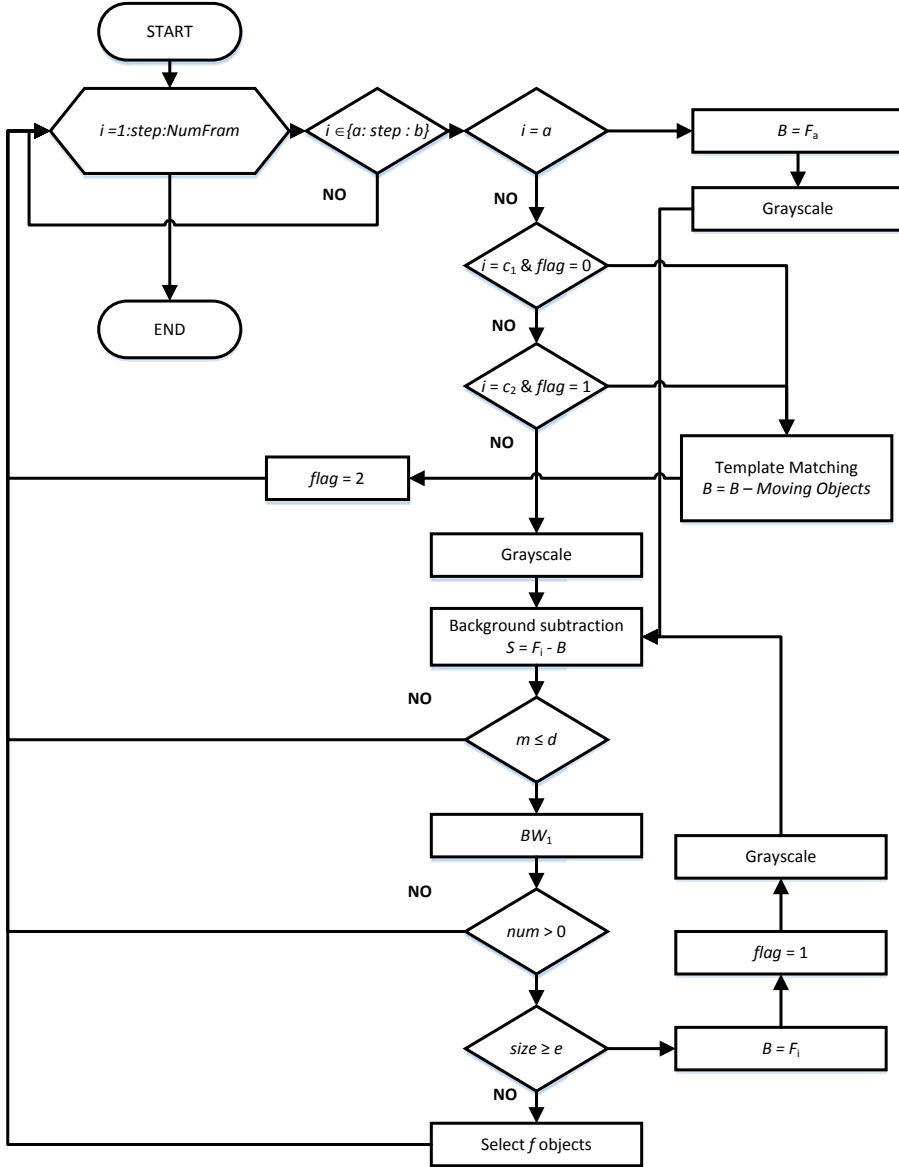 START
i =1:step:NumFram
i ∈{a: step : b}
i = a
B = Fₐ
NO
NO
Grayscale
i = c₁ & flag = 0
END
NO
i = c₂ & flag = 1
NO
flag = 2
Template Matching
B = B – Moving Objects
Grayscale
Background subtraction
S = Fᵢ - B
NO
m ≤ d
BW₁
Grayscale
NO
num > 0
flag = 1
size ≥ e
B = Fᵢ
NO
Select f objects